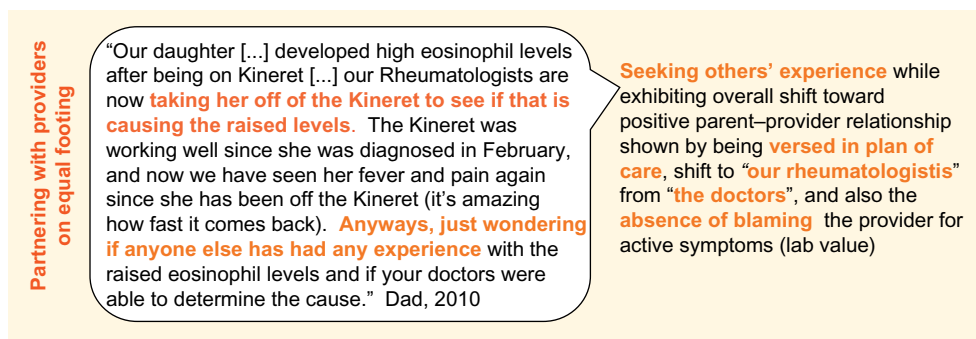 Partnering with providers
on equal footing
“Our daughter [...] developed high eosinophil levels
after being on Kineret [...] our Rheumatologists are
now taking her off of the Kineret to see if that is
causing the raised levels.  The Kineret was
working well since she was diagnosed in February,
and now we have seen her fever and pain again
since she has been off the Kineret (it’s amazing
how fast it comes back).  Anyways, just wondering
if anyone else has had any experience with the
raised eosinophil levels and if your doctors were
able to determine the cause.”  Dad, 2010
Seeking others’ experience while
exhibiting overall shift toward
positive parent–provider relationship
shown by being versed in plan of
care, shift to “our rheumatologistis”
from “the doctors”, and also the
absence of blaming  the provider for
active symptoms (lab value)